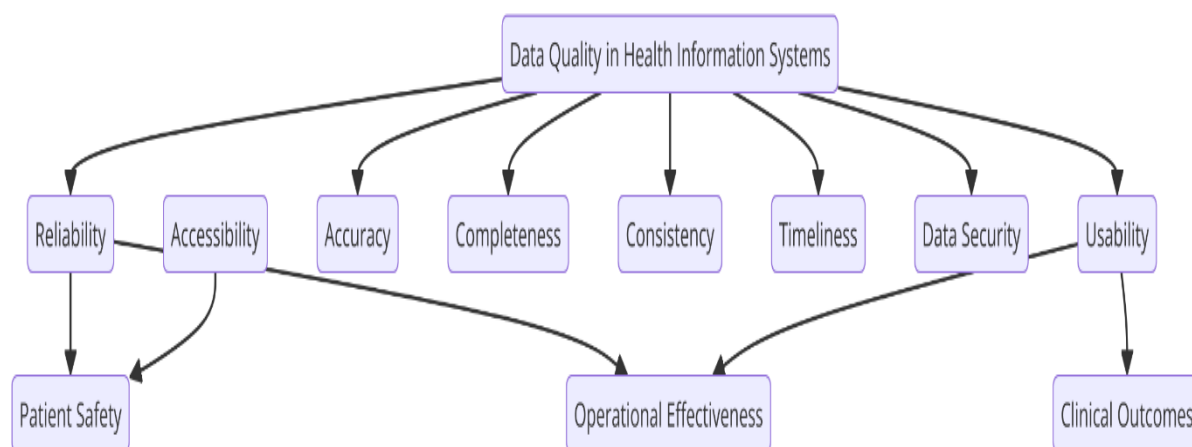 Data Quality in Health Information Systems
Reliability
Accessibility
Accuracy
Completeness
Consistency
Timeliness
Data Security
Usability
Patient Safety
Operational Effectiveness
Clinical Outcomes